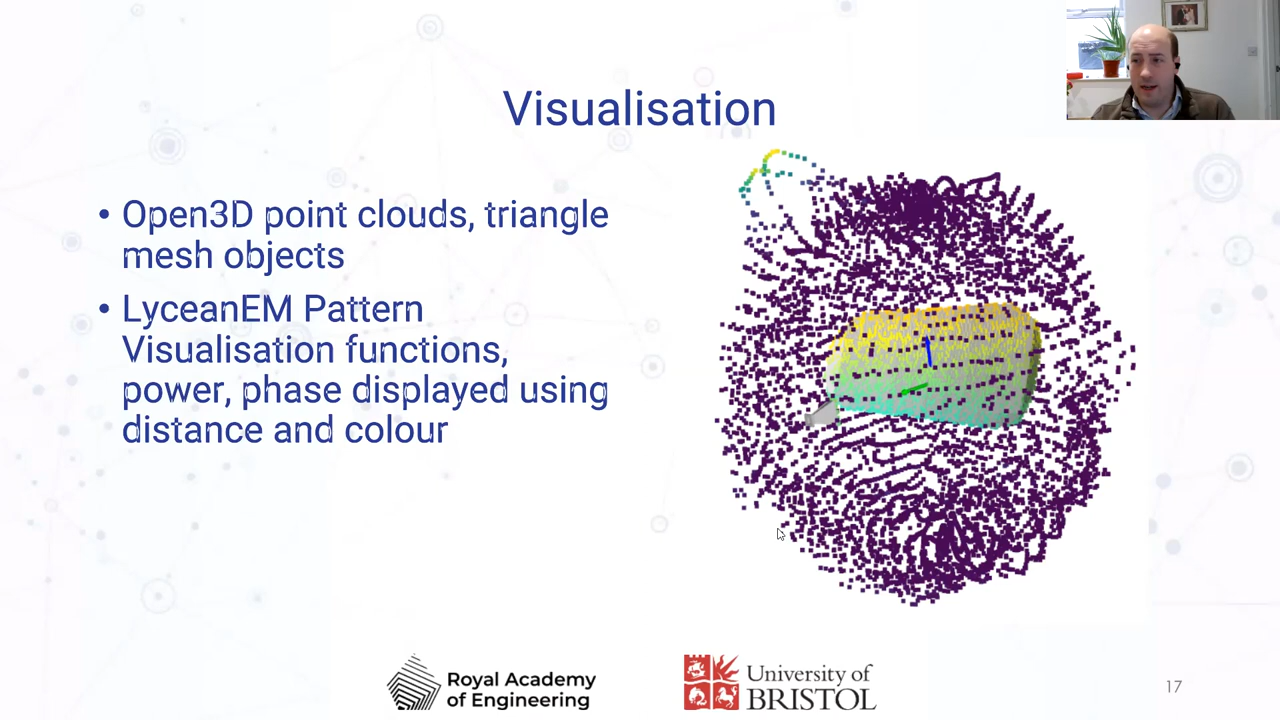 Visualisation
• Open3D point clouds, triangle
mesh objects
• LyceanEM Pattern
Visualisation functions,
power, phase displayed using
distance and colour
Royal Academy
of Engineering
University of
BRISTOL
17